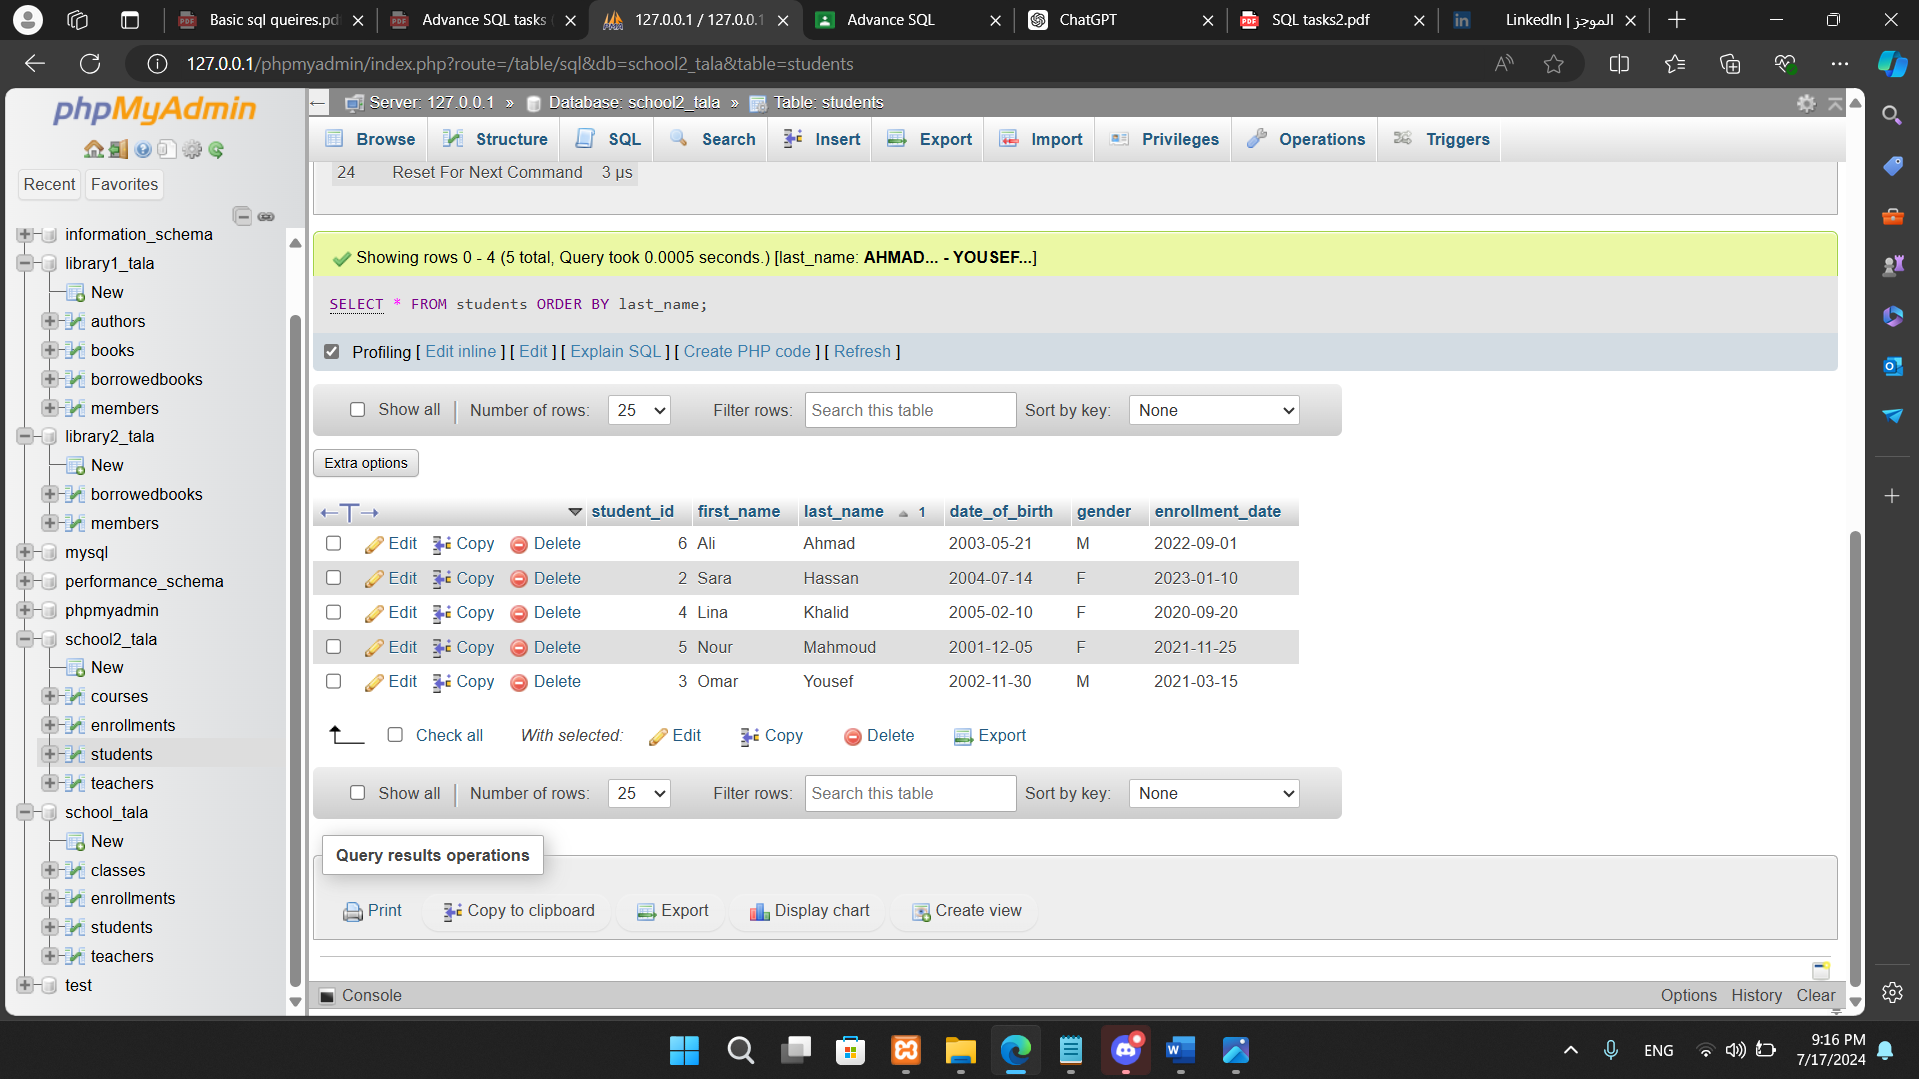 Basic sql queires.pd
Advance SQL tasks (
127.0.0.1 / 127.0.0.1
Advance SQL
ChatGPT
SQL tasks2.pdf
الموجز | LinkedIn
127.0.0.1/phpmyadmin/index.php?route=/table/sql&db=school2_tala&table=students
phpMyAdmin
Recent
Favorites
information_schema
library1_tala
New
authors
books
borrowedbooks
members
library2_tala
New
borrowedbooks
members
mysql
performance_schema
phpmyadmin
school2_tala
New
courses
enrollments
students
teachers
school_tala
New
classes
enrollments
students
teachers
test
Server: 127.0.0.1 » Database: school2_tala » Table: students
Browse Structure SQL Search Insert Export Import Privileges Operations Triggers
24 Reset For Next Command 3 µs
Showing rows 0 - 4 (5 total, Query took 0.0005 seconds.) [last_name: AHMAD... - YOUSEF...]
SELECT * FROM students ORDER BY last_name;
Profiling [ Edit inline ] [ Edit ] [ Explain SQL ] [ Create PHP code ] [ Refresh ]
Show all | Number of rows: 25 Filter rows: Search this table Sort by key: None
Extra options
student_id first_name last_name 1 date_of_birth gender enrollment_date
Edit Copy Delete 6 Ali Ahmad 2003-05-21 M 2022-09-01
Edit Copy Delete 2 Sara Hassan 2004-07-14 F 2023-01-10
Edit Copy Delete 4 Lina Khalid 2005-02-10 F 2020-09-20
Edit Copy Delete 5 Nour Mahmoud 2001-12-05 F 2021-11-25
Edit Copy Delete 3 Omar Yousef 2002-11-30 M 2021-03-15
Check all With selected: Edit Copy Delete Export
Show all | Number of rows: 25 Filter rows: Search this table Sort by key: None
Query results operations
Print Copy to clipboard Export Display chart Create view
Console Options History Clear
ENG
9:16 PM
7/17/2024